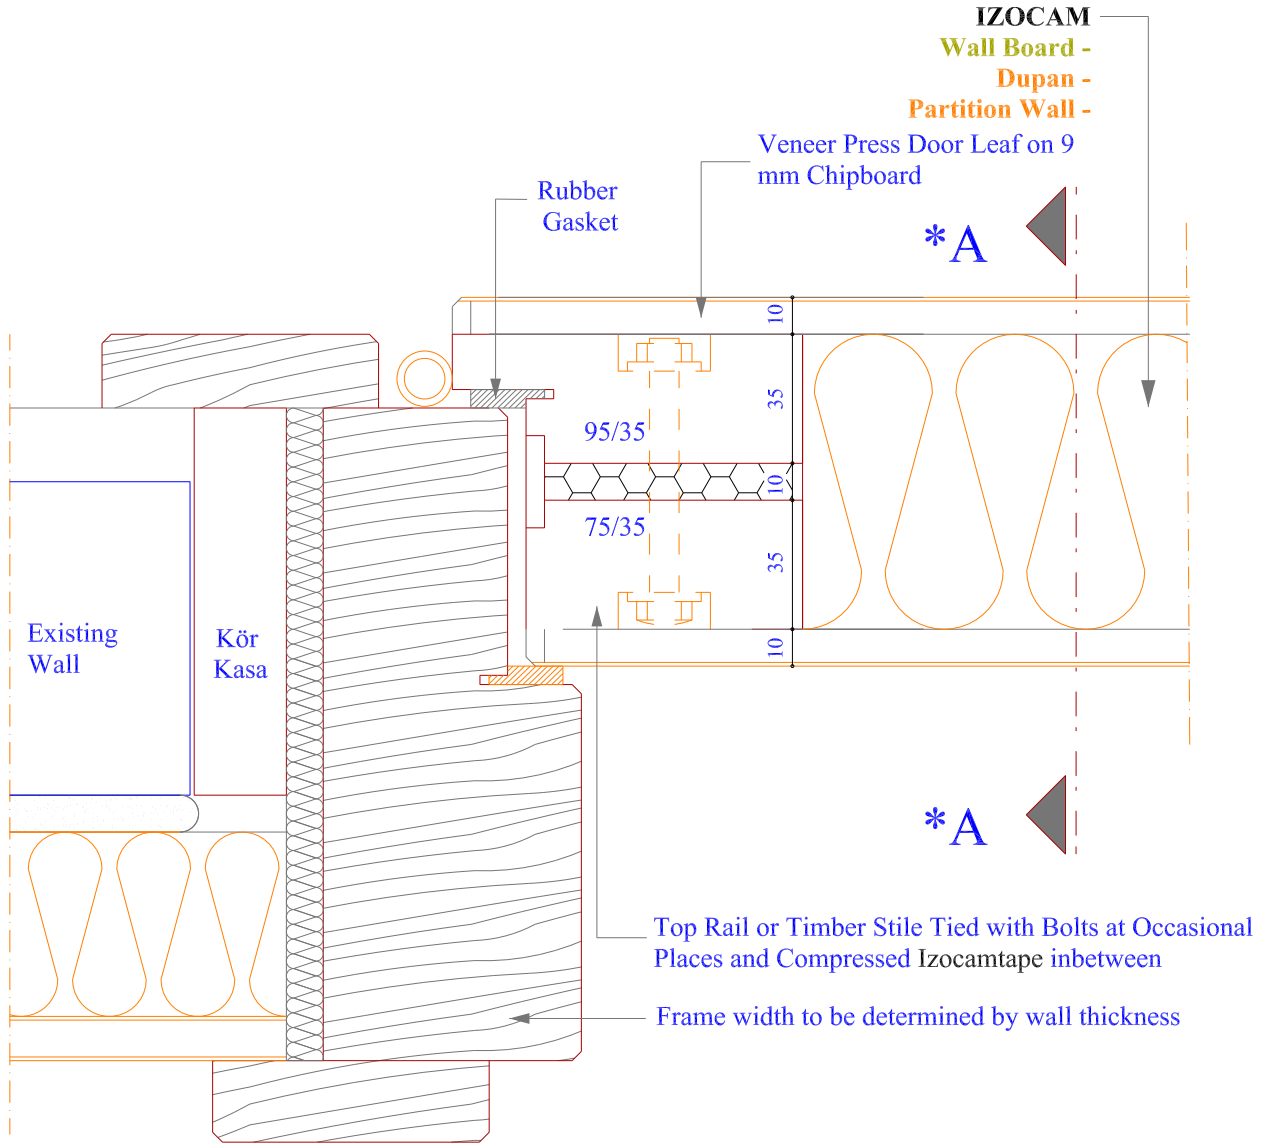 IZOCAM
Wall Board -
Dupan -
Partition Wall -
Veneer Press Door Leaf on 9
mm Chipboard
Rubber
Gasket
*A
10
35
95/35
10
75/35
35
10
Existing
Wall
Kör
Kasa
*A
Top Rail or Timber Stile Tied with Bolts at Occasional
Places and Compressed Izocamtape inbetween
Frame width to be determined by wall thickness